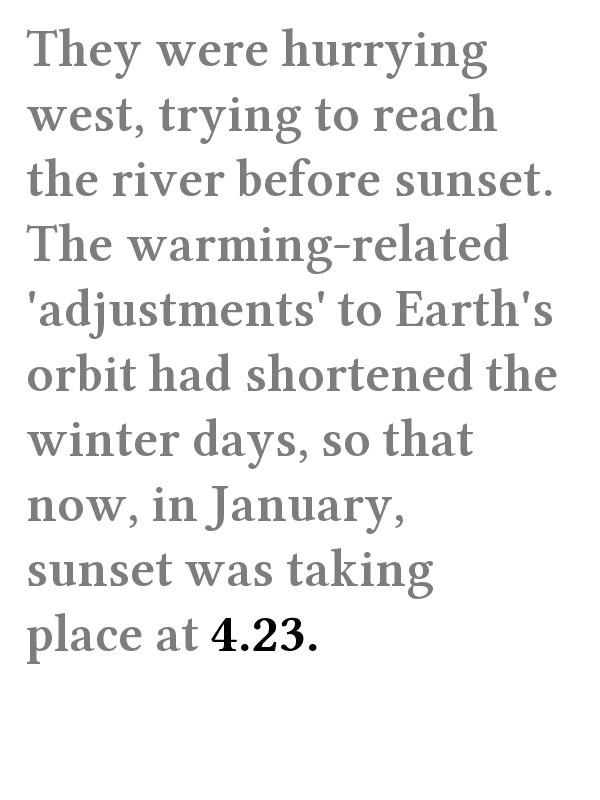 They were hurrying
west, trying to reach
the river before sunset.
The warming-related
'adjustments' to Earth's
orbit had shortened the
winter days, so that
now, in January,
sunset was taking
place at 4.23.